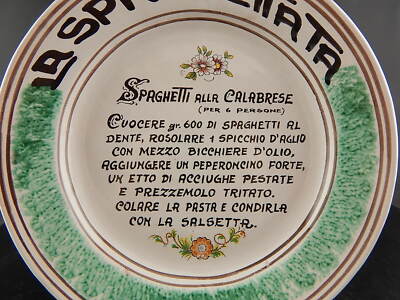 LA SP
TATA
SPAGHETTI ALLA CALABRESE
(PER 6 PERSONE)
CUOCERE gr. 600 DI SPAGHETTI AL
DENTE, ROSOLARE 1 SPICCHIO D'AGLIO
CON MEZZO BICCHIERE D'OLIO,
AGGIUNGERE UN PEPERONCINO FORTE,
UN ETTO DI ACCIUGHE PESTATE
E PREZZEMOLO TRITATO.
COLARE LA PASTA E CONDIRLA
CON LA SALSETTA.